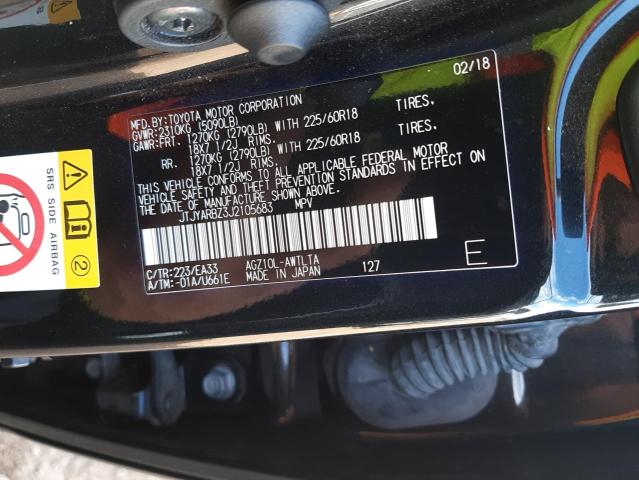 02/18
MFD.BY:TOYOTA MOTOR CORPORATION
GVWR:2310KG (5090LB)
GAWR:FRT. 1270KG (2790LB) WITH 225/60R18 TIRES,
18X7 1/2J RIMS.
RR. 1270KG (2790LB) WITH 225/60R18 TIRES,
18X7 1/2J RIMS.
THIS VEHICLE CONFORMS TO ALL APPLICABLE FEDERAL MOTOR
VEHICLE SAFETY AND THEFT PREVENTION STANDARDS IN EFFECT ON
THE DATE OF MANUFACTURE SHOWN ABOVE.
JTJYARBZ3J2105683 MPV
C/TR:223/EA33 AGZ10L-AWTLTA 127 E
A/TM:-01A/U661E MADE IN JAPAN
SRS SIDE AIRBAG
2